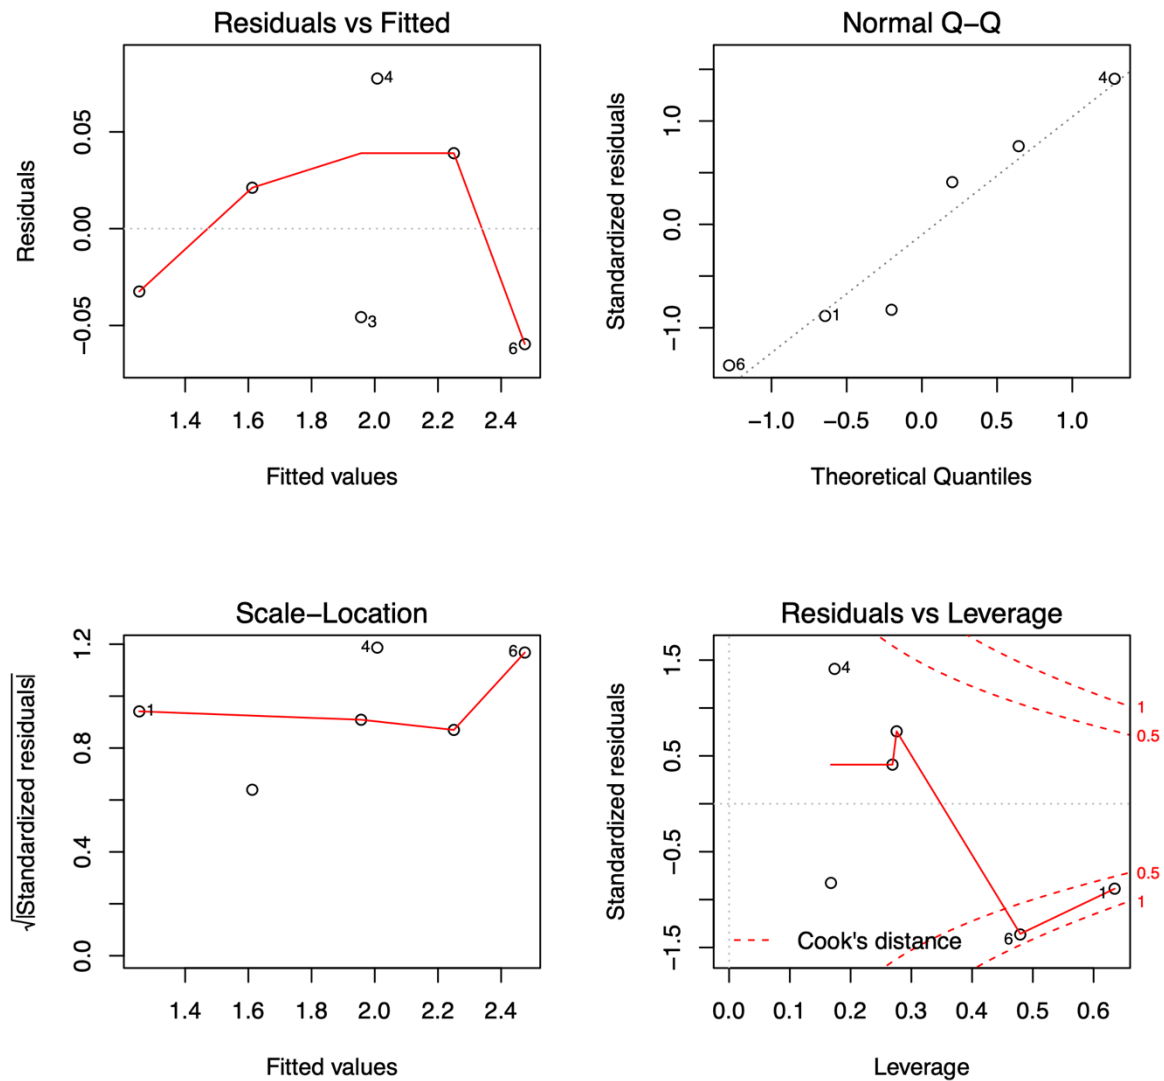 Residuals vs Fitted
Residuals
0.05
0.00
−0.05
4
3
6
1.4 1.6 1.8 2.0 2.2 2.4
Fitted values
Normal Q−Q
Standardized residuals
1.0
0.0
−1.0
4
1
6
−1.0 −0.5 0.0 0.5 1.0
Theoretical Quantiles
Scale−Location
√|Standardized residuals|
1.2
0.8
0.4
0.0
4
6
1
1.4 1.6 1.8 2.0 2.2 2.4
Fitted values
Residuals vs Leverage
Standardized residuals
1.5
0.5
−0.5
−1.5
4
1
0.5
0.5
1
1
6
Cook's distance
0.0 0.1 0.2 0.3 0.4 0.5 0.6
Leverage